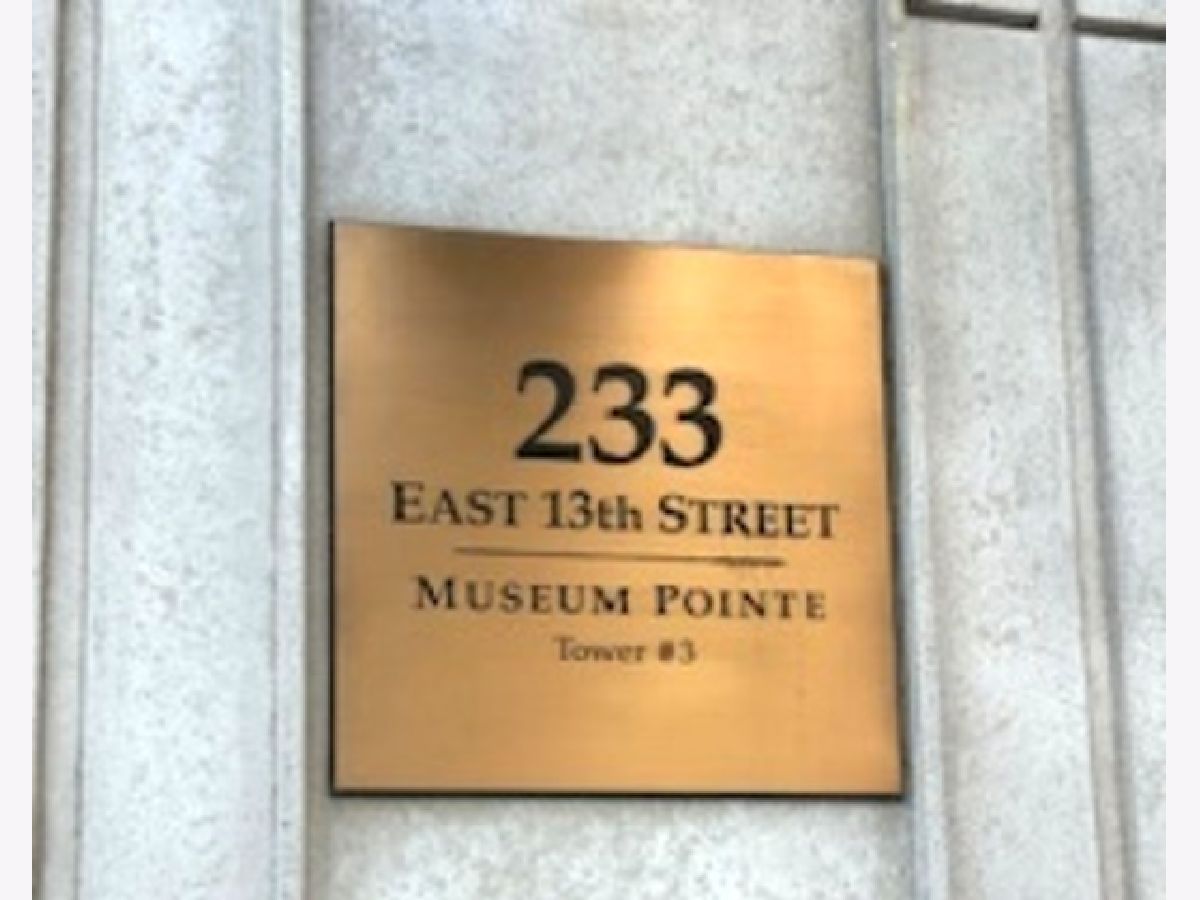 233
EAST 13th STREET
MUSEUM POINTE
Tower #3